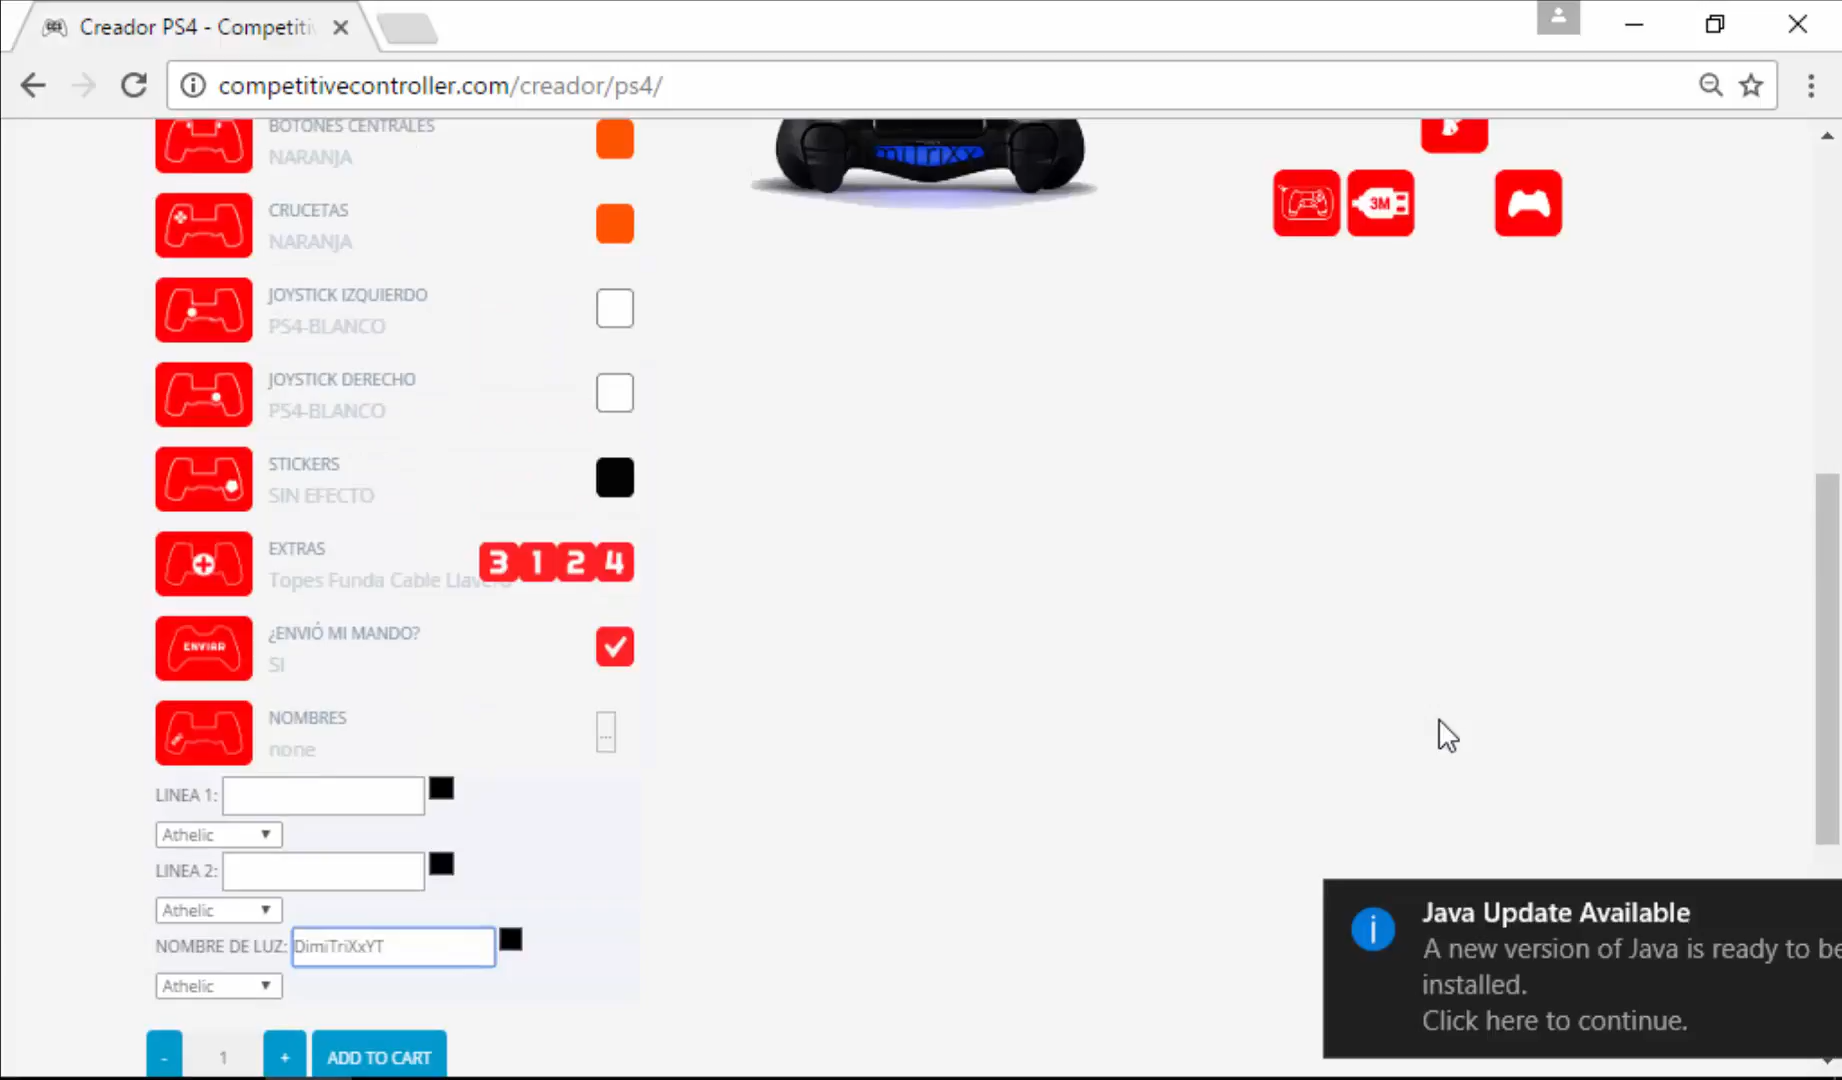 Creador PS4 - Competiti
competitivecontroller.com/creador/ps4/
BOTONES CENTRALES
NARANJA
CRUCETAS
NARANJA
3M
JOYSTICK IZQUIERDO
PS4-BLANCO
JOYSTICK DERECHO
PS4-BLANCO
STICKERS
SIN EFECTO
EXTRAS
3 1 2 4
Topes Funda Cable Llavero
ENVIAR
¿ENVIÓ MI MANDO?
SI
NOMBRES
none
...
LINEA 1:
Athelic
LINEA 2:
Athelic
NOMBRE DE LUZ: DimiTriXxYT
Athelic
- 1 + ADD TO CART
Java Update Available
A new version of Java is ready to be
installed.
Click here to continue.